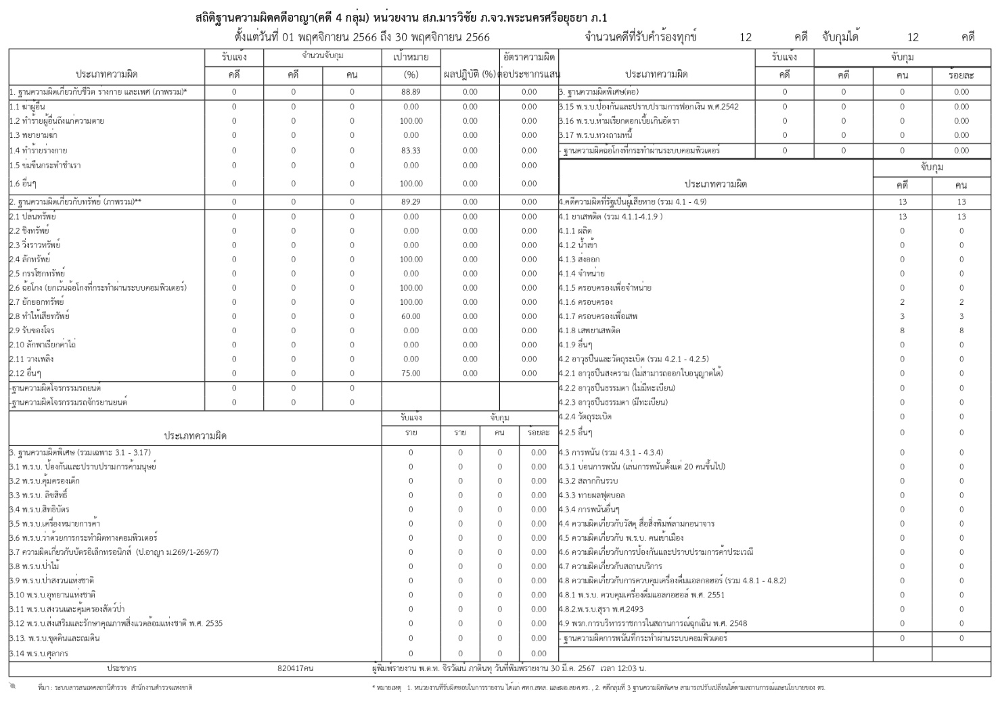 สถิติฐานความผิดคดีอาญา(คดี 4 กลุ่ม) หน่วยงาน สภ.มารวิชัย ภ.จว.พระนครศรีอยุธยา ภ.1
ตั้งแต่วันที่ 01 พฤศจิกายน 2566 ถึง 30 พฤศจิกายน 2566 จำนวนคดีที่รับคำร้องทุกข์ 12 คดี จับกุมได้ 12 คดี
ประเภทความผิด รับแจ้ง จำนวนจับกุม เป้าหมาย ผลปฏิบัติ (%) อัตราความผิด
คดี คดี คน (%) ต่อประชากรแสน
1. ฐานความผิดเกี่ยวกับชีวิต ร่างกาย และเพศ (ภาพรวม)* 0 0 0 88.89 0.00 0.00
1.1 ฆ่าผู้อื่น 0 0 0 0.00 0.00 0.00
1.2 ทำร้ายผู้อื่นถึงแก่ความตาย 0 0 0 100.00 0.00 0.00
1.3 พยายามฆ่า 0 0 0 0.00 0.00 0.00
1.4 ทำร้ายร่างกาย 0 0 0 83.33 0.00 0.00
1.5 ข่มขืนกระทำชำเรา 0 0 0 0.00 0.00 0.00
1.6 อื่นๆ 0 0 0 100.00 0.00 0.00
2. ฐานความผิดเกี่ยวกับทรัพย์ (ภาพรวม)** 0 0 0 89.29 0.00 0.00
2.1 ปล้นทรัพย์ 0 0 0 0.00 0.00 0.00
2.2 ชิงทรัพย์ 0 0 0 0.00 0.00 0.00
2.3 วิ่งราวทรัพย์ 0 0 0 0.00 0.00 0.00
2.4 ลักทรัพย์ 0 0 0 100.00 0.00 0.00
2.5 กรรโชกทรัพย์ 0 0 0 0.00 0.00 0.00
2.6 ฉ้อโกง (ยกเว้นฉ้อโกงที่กระทำผ่านระบบคอมพิวเตอร์) 0 0 0 100.00 0.00 0.00
2.7 ยักยอกทรัพย์ 0 0 0 100.00 0.00 0.00
2.8 ทำให้เสียทรัพย์ 0 0 0 60.00 0.00 0.00
2.9 รับของโจร 0 0 0 0.00 0.00 0.00
2.10 ลักพาเรียกค่าไถ่ 0 0 0 0.00 0.00 0.00
2.11 วางเพลิง 0 0 0 0.00 0.00 0.00
2.12 อื่นๆ 0 0 0 75.00 0.00 0.00
-ฐานความผิดโจรกรรมรถยนต์ 0 0 0
-ฐานความผิดโจรกรรมรถจักรยานยนต์ 0 0 0
ประเภทความผิด รับแจ้ง จับกุม
ราย ราย คน ร้อยละ
3. ฐานความผิดพิเศษ (รวมเฉพาะ 3.1 - 3.17) 0 0 0 0.00
3.1 พ.ร.บ. ป้องกันและปราบปรามการค้ามนุษย์ 0 0 0 0.00
3.2 พ.ร.บ.คุ้มครองเด็ก 0 0 0 0.00
3.3 พ.ร.บ. ลิขสิทธิ์ 0 0 0 0.00
3.4 พ.ร.บ.สิทธิบัตร 0 0 0 0.00
3.5 พ.ร.บ.เครื่องหมายการค้า 0 0 0 0.00
3.6 พ.ร.บ.ว่าด้วยการกระทำผิดทางคอมพิวเตอร์ 0 0 0 0.00
3.7 ความผิดเกี่ยวกับบัตรอิเล็กทรอนิกส์ (ป.อาญา ม.269/1-269/7) 0 0 0 0.00
3.8 พ.ร.บ.ป่าไม้ 0 0 0 0.00
3.9 พ.ร.บ.ป่าสงวนแห่งชาติ 0 0 0 0.00
3.10 พ.ร.บ.อุทยานแห่งชาติ 0 0 0 0.00
3.11 พ.ร.บ.สงวนและคุ้มครองสัตว์ป่า 0 0 0 0.00
3.12 พ.ร.บ.ส่งเสริมและรักษาคุณภาพสิ่งแวดล้อมแห่งชาติ พ.ศ. 2535 0 0 0 0.00
3.13. พ.ร.บ.ขุดดินและถมดิน 0 0 0 0.00
3.14 พ.ร.บ.ศุลากร 0 0 0 0.00
ประเภทความผิด รับแจ้ง จับกุม
คดี คดี คน ร้อยละ
3. ฐานความผิดพิเศษ(ต่อ) 0 0 0 0.00
3.15 พ.ร.บ.ป้องกันและปราบปรามการฟอกเงิน พ.ศ.2542 0 0 0 0.00
3.16 พ.ร.บ.ห้ามเรียกดอกเบี้ยเกินอัตรา 0 0 0 0.00
3.17 พ.ร.บ.ทวงถามหนี้ 0 0 0 0.00
- ฐานความผิดฉ้อโกงที่กระทำผ่านระบบคอมพิวเตอร์ 0 0 0 0.00
ประเภทความผิด จับกุม
คดี คน
4.คดีความผิดที่รัฐเป็นผู้เสียหาย (รวม 4.1 - 4.9) 13 13
4.1 ยาเสพติด (รวม 4.1.1-4.1.9 ) 13 13
4.1.1 ผลิต 0 0
4.1.2 น้ำเข้า 0 0
4.1.3 ส่งออก 0 0
4.1.4 จำหน่าย 0 0
4.1.5 ครอบครองเพื่อจำหน่าย 0 0
4.1.6 ครอบครอง 2 2
4.1.7 ครอบครองเพื่อเสพ 3 3
4.1.8 เสพยาเสพติด 8 8
4.1.9 อื่นๆ 0 0
4.2 อาวุธปืนและวัตถุระเบิด (รวม 4.2.1 - 4.2.5) 0 0
4.2.1 อาวุธปืนสงคราม (ไม่สามารถออกใบอนุญาตได้) 0 0
4.2.2 อาวุธปืนธรรมดา (ไม่มีทะเบียน) 0 0
4.2.3 อาวุธปืนธรรมดา (มีทะเบียน) 0 0
4.2.4 วัตถุระเบิด 0 0
4.2.5 อื่นๆ 0 0
4.3 การพนัน (รวม 4.3.1 - 4.3.4) 0 0
4.3.1 บ่อนการพนัน (เล่นการพนันตั้งแต่ 20 คนขึ้นไป) 0 0
4.3.2 สลากกินรวบ 0 0
4.3.3 ทายผลฟุตบอล 0 0
4.3.4 การพนันอื่นๆ 0 0
4.4 ความผิดเกี่ยวกับวัสดุ สื่อสิ่งพิมพ์ลามกอนาจาร 0 0
4.5 ความผิดเกี่ยวกับ พ.ร.บ. คนเข้าเมือง 0 0
4.6 ความผิดเกี่ยวกับการป้องกันและปราบปรามการค้าประเวณี 0 0
4.7 ความผิดเกี่ยวกับสถานบริการ 0 0
4.8 ความผิดเกี่ยวกับการควบคุมเครื่องดื่มแอลกอฮอร์ (รวม 4.8.1 - 4.8.2) 0 0
4.8.1 พ.ร.บ. ควบคุมเครื่องดื่มแอลกอฮอล์ พ.ศ. 2551 0 0
4.8.2.พ.ร.บ.สุรา พ.ศ.2493 0 0
4.9 พรก.การบริหารราชการในสถานการณ์ฉุกเฉิน พ.ศ. 2548 0 0
- ฐานความผิดการพนันที่กระทำผ่านระบบคอมพิวเตอร์ 0 0
ประชากร 820417คน ผู้พิมพ์รายงาน พ.ต.ท. จิรวัฒน์ ภาดินทุ วันที่พิมพ์รายงาน 30 มี.ค. 2567 เวลา 12:03 น.
ที่มา : ระบบสารสนเทศสถานีตำรวจ สำนักงานตำรวจแห่งชาติ * หมายเหตุ 1. หน่วยงานที่รับผิดชอบในการรายงาน ได้แก่ ศทก.สทส. และผอ.สยศ.ตร. , 2. คดีกลุ่มที่ 3 ฐานความผิดพิเศษ สามารถปรับเปลี่ยนได้ตามสถานการณ์และนโยบายของ ตร.